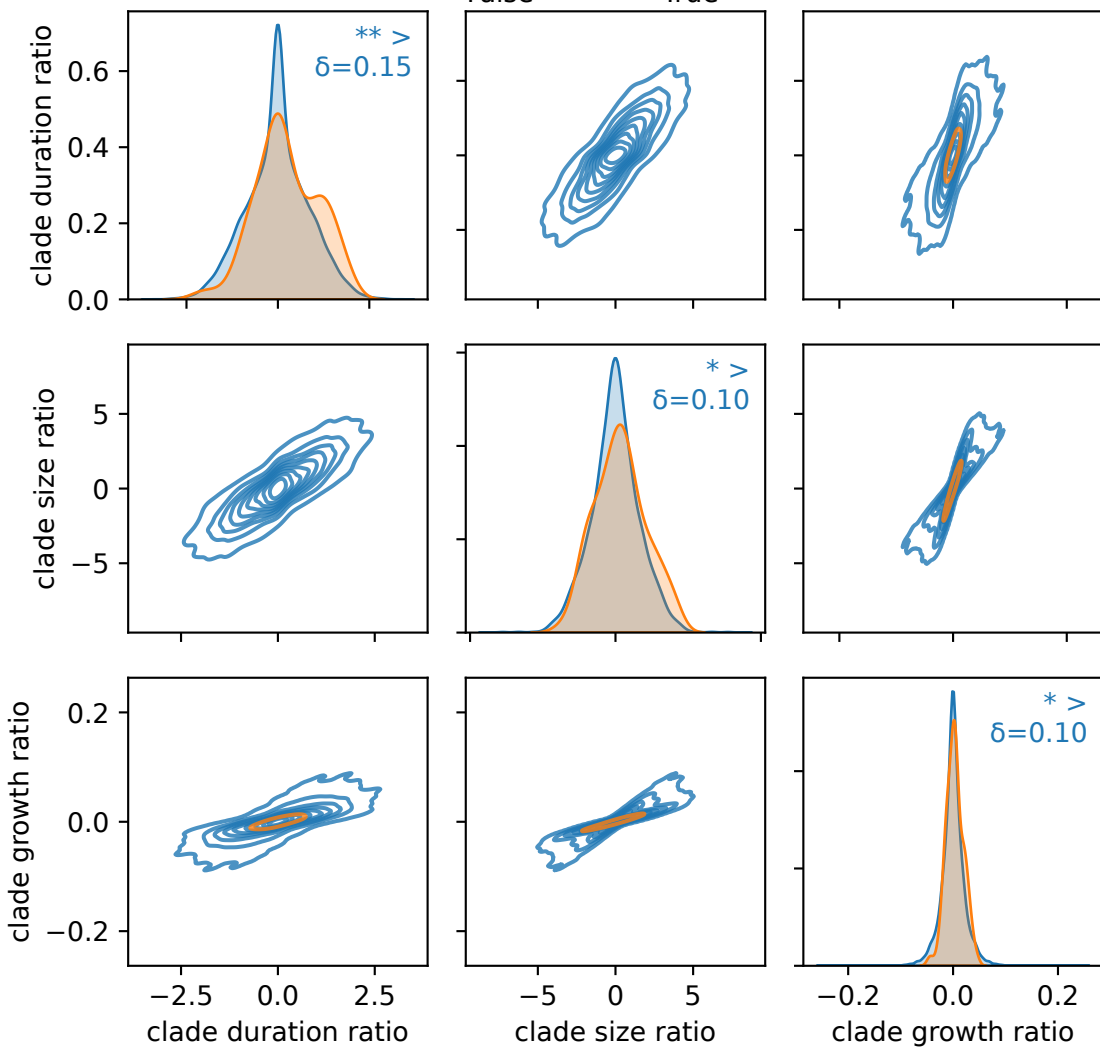 True
** >
δ=0.15
clade duration ratio
0.6
0.4
0.2
0.0
* >
δ=0.10
clade size ratio
5
0
−5
* >
δ=0.10
clade growth ratio
0.2
0.0
−0.2
−2.5 0.0 2.5
−5 0 5
−0.2 0.0 0.2
clade duration ratio
clade size ratio
clade growth ratio